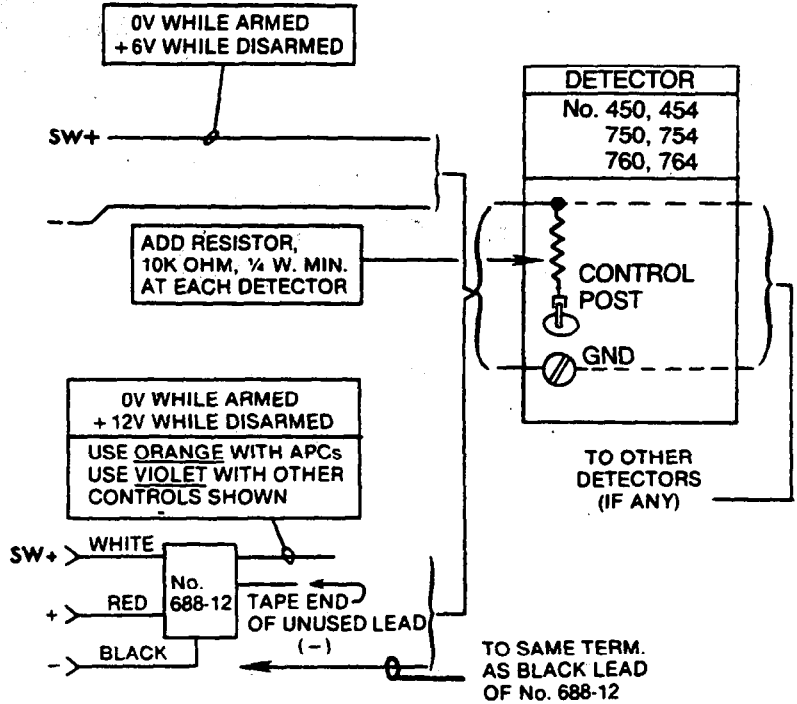 0V WHILE ARMED
+6V WHILE DISARMED
SW+
DETECTOR
No. 450, 454
750, 754
760, 764
ADD RESISTOR,
10K OHM, ¼ W. MIN.
AT EACH DETECTOR
CONTROL
POST
GND
0V WHILE ARMED
+12V WHILE DISARMED
USE ORANGE WITH APCs
USE VIOLET WITH OTHER
CONTROLS SHOWN
TO OTHER
DETECTORS
(IF ANY)
SW+
WHITE
No.
688-12
+
RED
TAPE END
OF UNUSED LEAD
(-)
-
BLACK
TO SAME TERM.
AS BLACK LEAD
OF No. 688-12